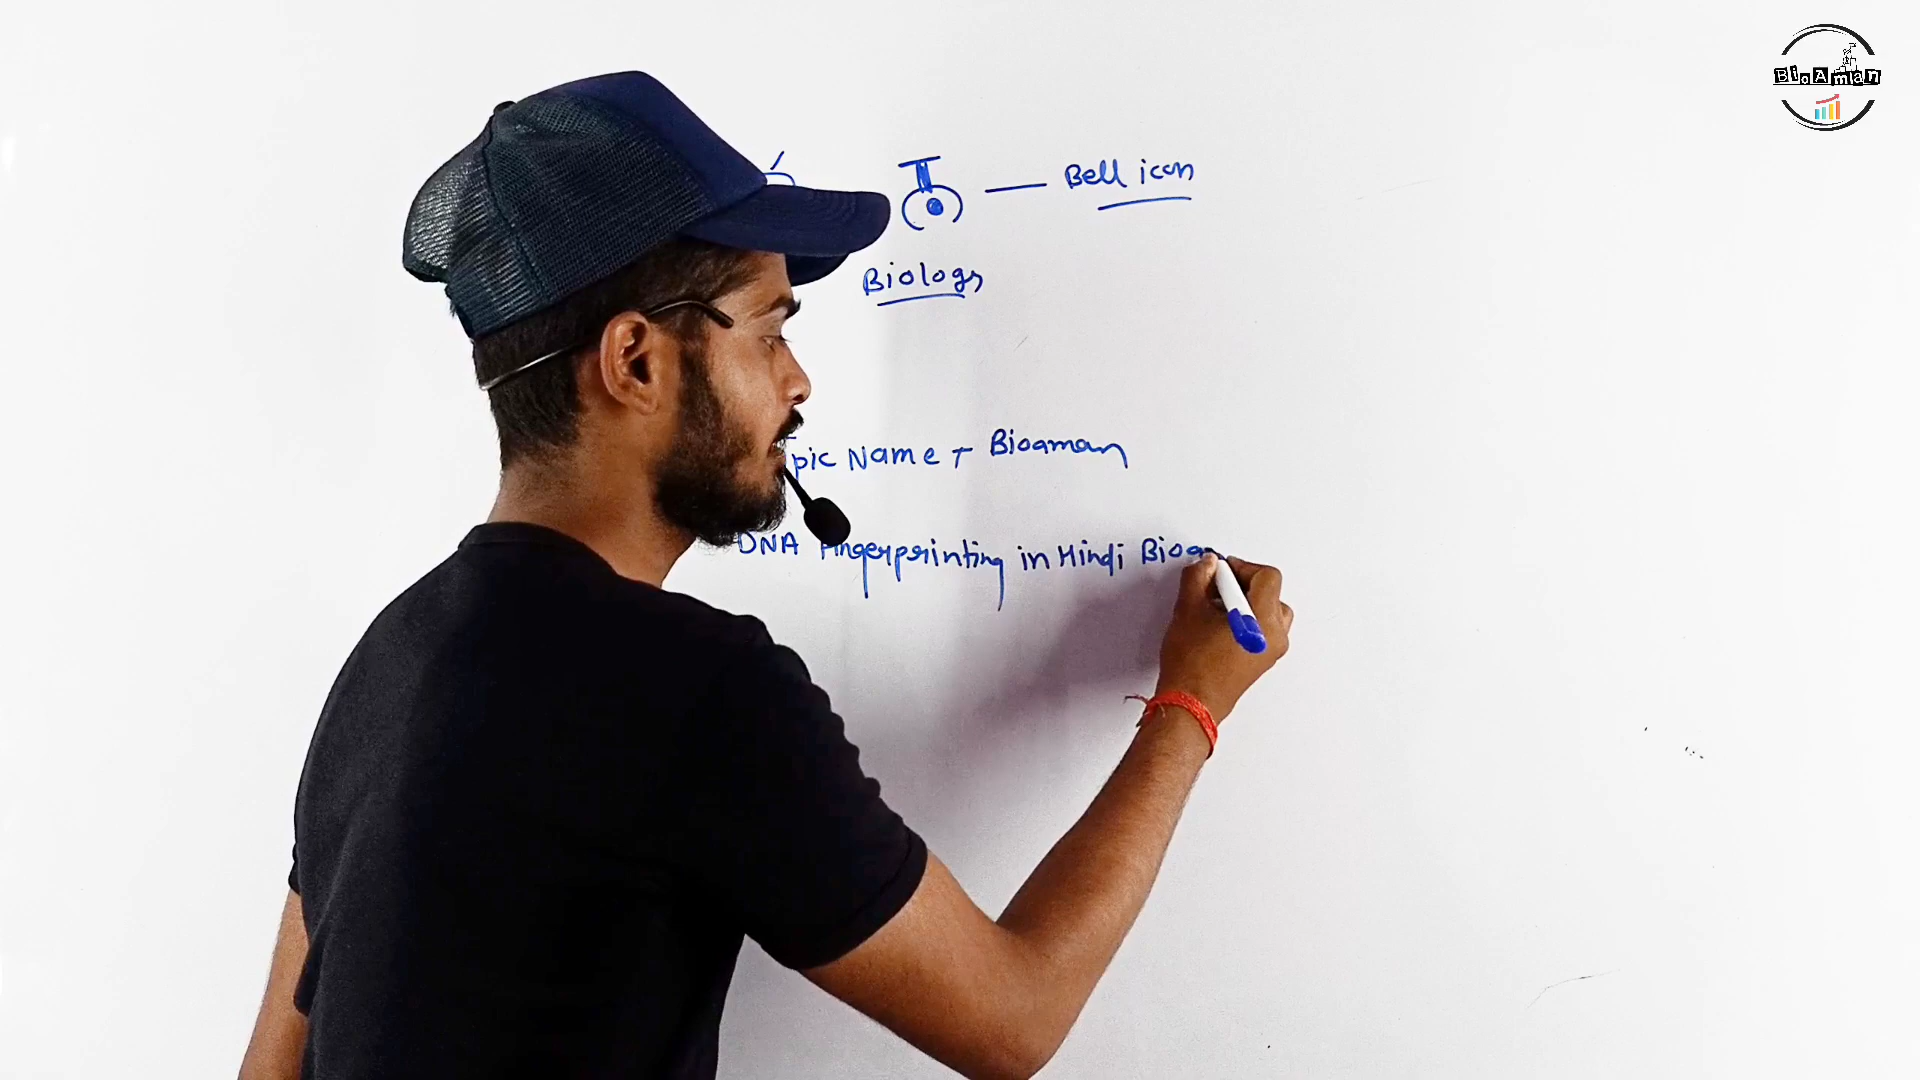 BioAman
Bell icon
Biology
pic Name + Bioaman
DNA Fingerprinting in Hindi Bioa